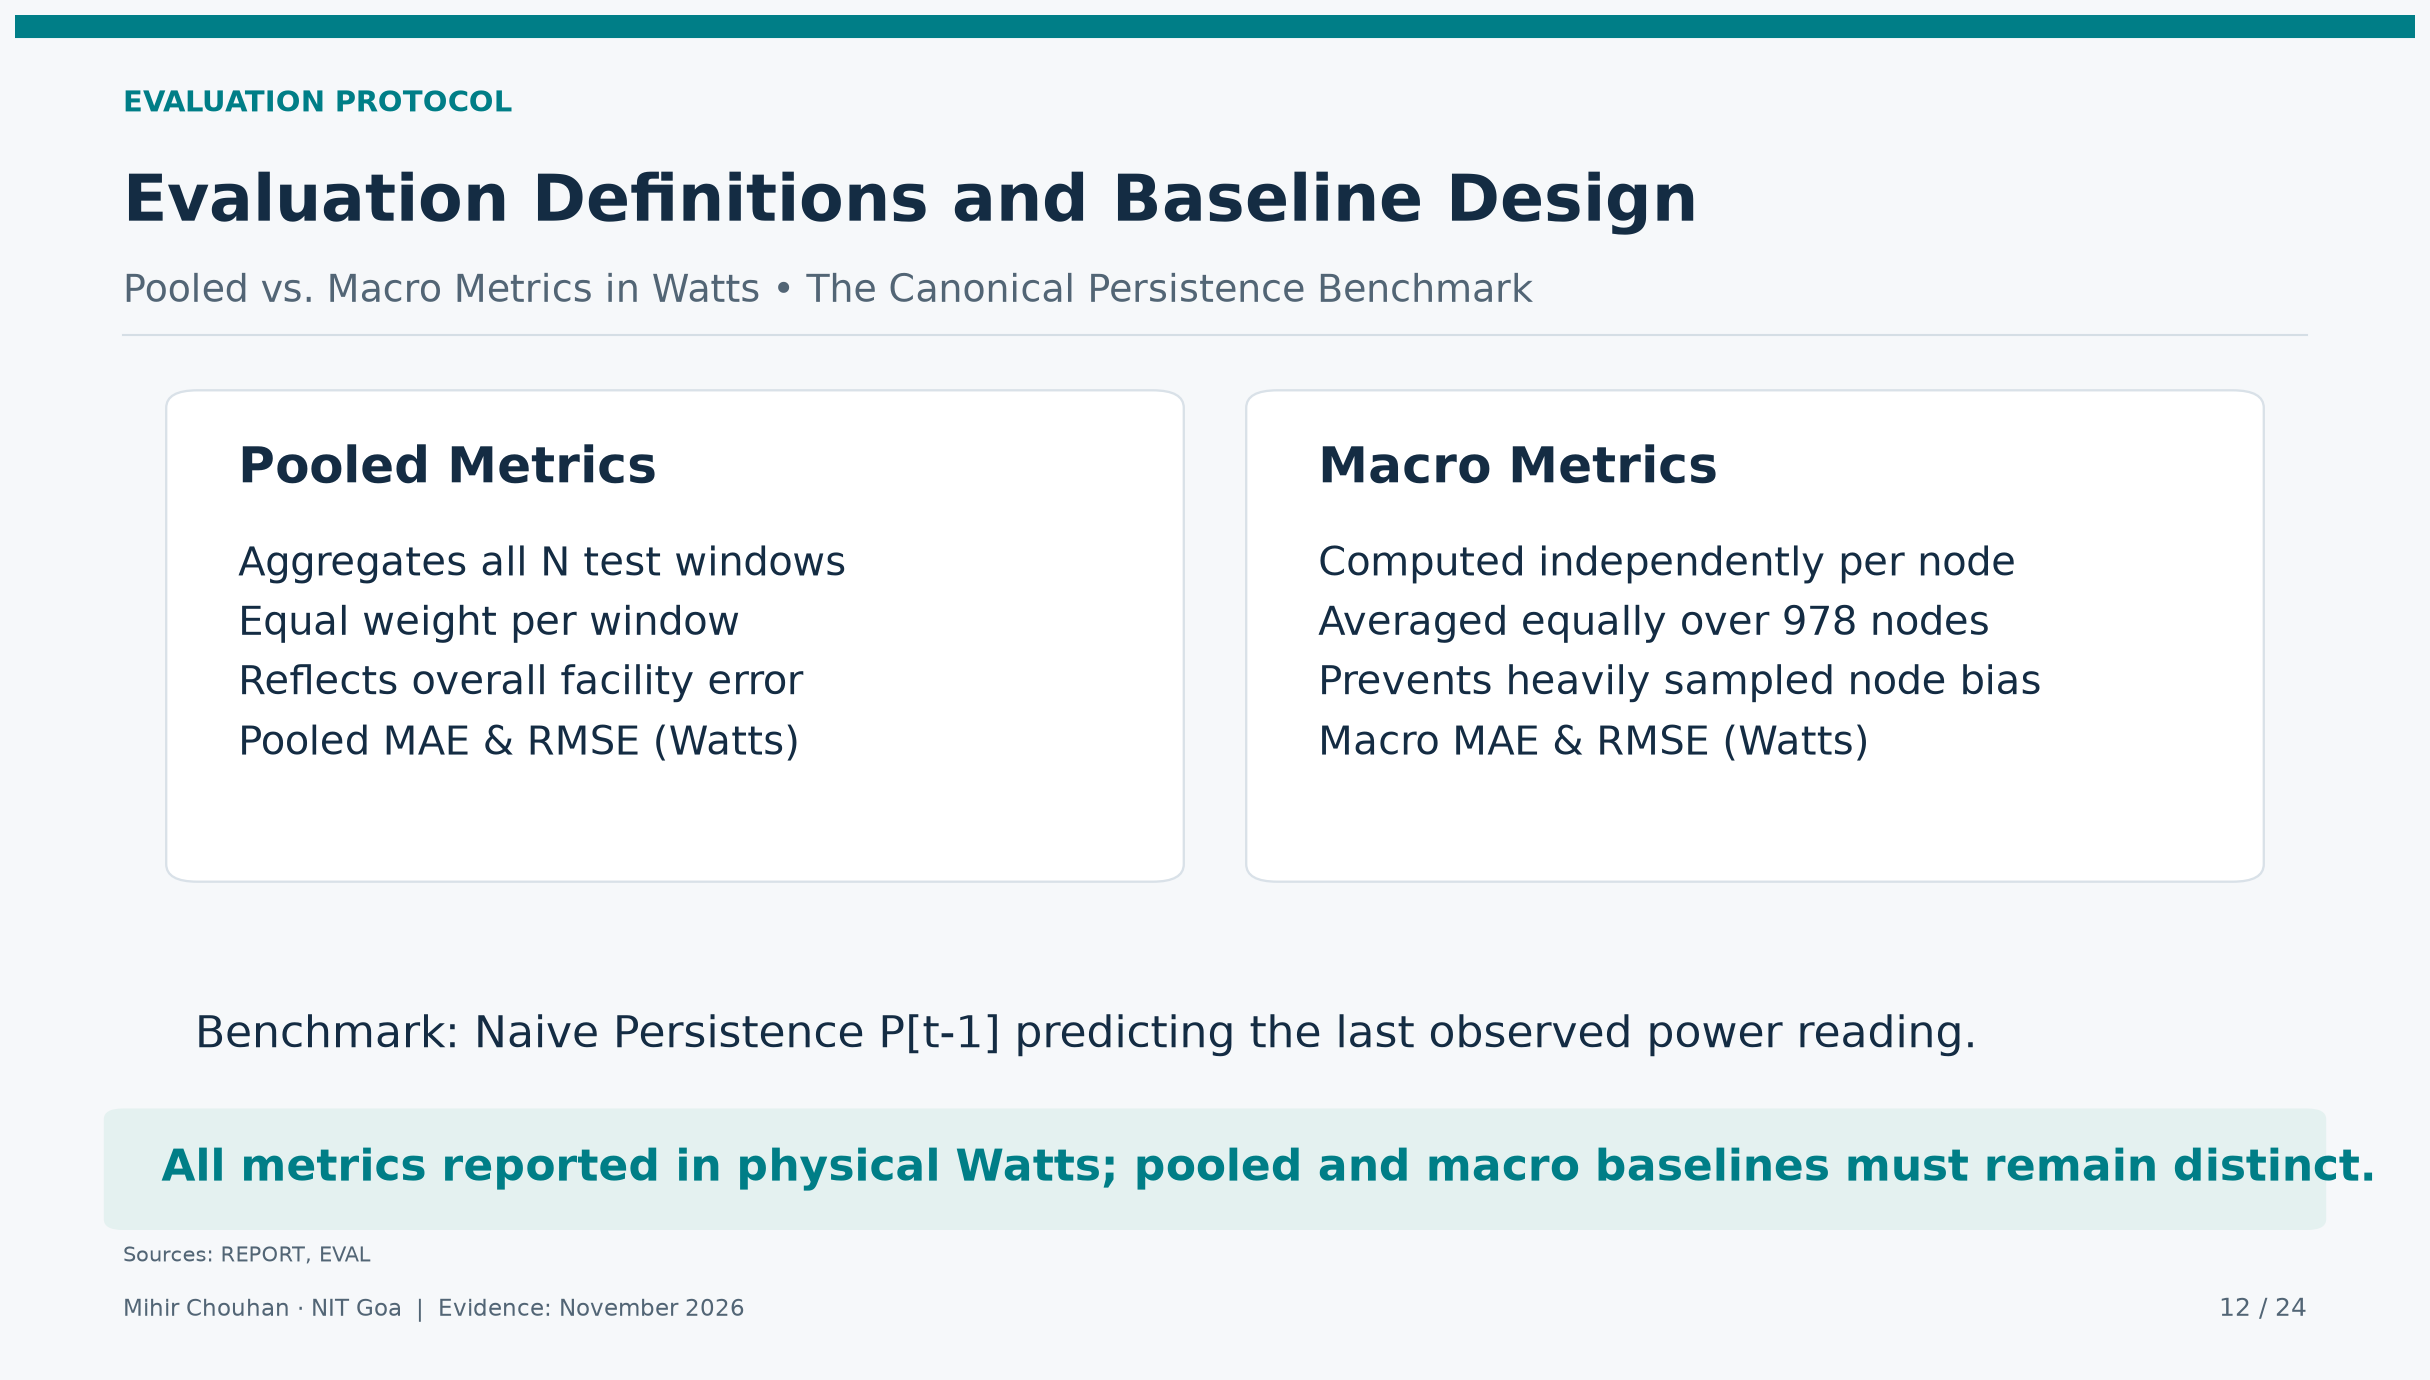 EVALUATION PROTOCOL
Evaluation Definitions and Baseline Design
Pooled vs. Macro Metrics in Watts • The Canonical Persistence Benchmark
Pooled Metrics
Aggregates all N test windows
Equal weight per window
Reflects overall facility error
Pooled MAE & RMSE (Watts)
Macro Metrics
Computed independently per node
Averaged equally over 978 nodes
Prevents heavily sampled node bias
Macro MAE & RMSE (Watts)
Benchmark: Naive Persistence P[t-1] predicting the last observed power reading.
All metrics reported in physical Watts; pooled and macro baselines must remain distinct.
Sources: REPORT, EVAL
Mihir Chouhan · NIT Goa | Evidence: November 2026
12 / 24